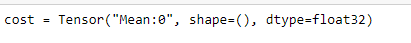 cost = Tensor("Mean:0", shape=(), dtype=float32)